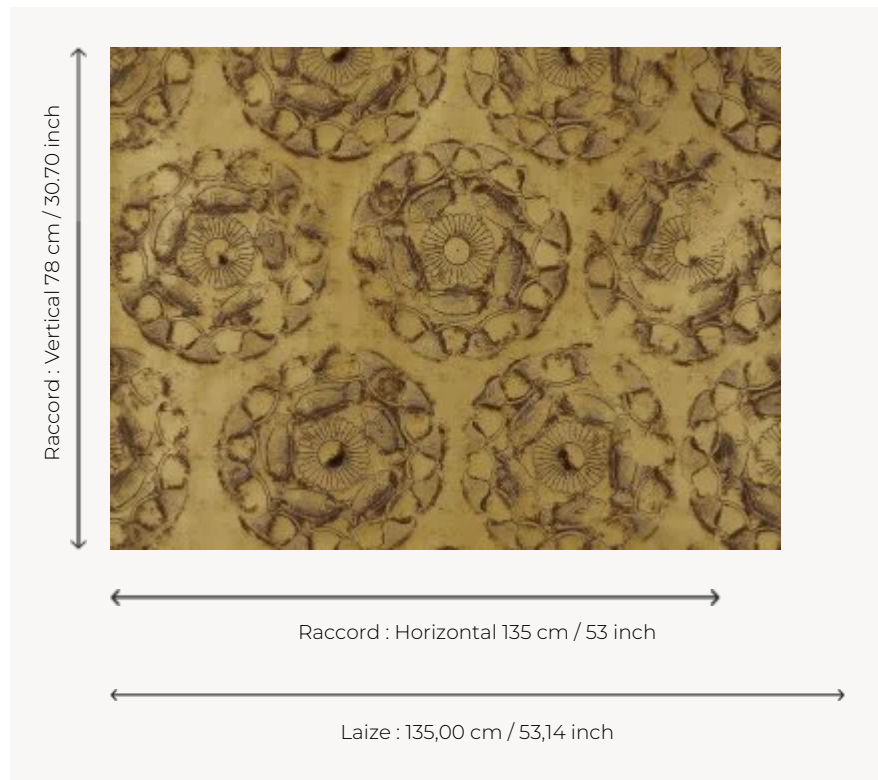 Raccord : Vertical 78 cm / 30.70 inch
Raccord : Horizontal 135 cm / 53 inch
Laize : 135,00 cm / 53,14 inch